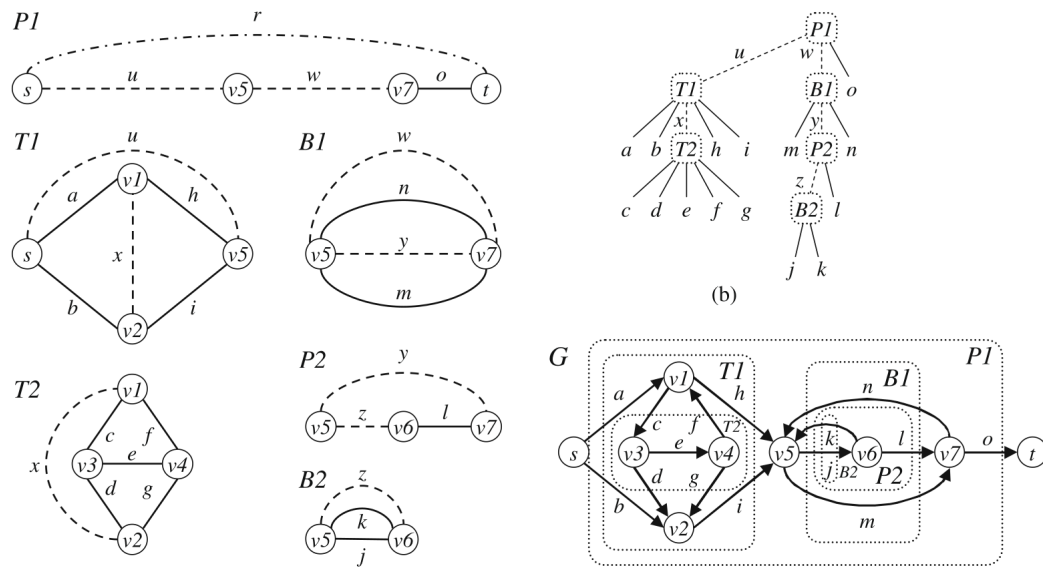 P1
r
s u v5 w v7 o t
T1
u
a v1 h
s x v5
b v2 i
B1
w
n
v5 y v7
m
T2
v1
c f
x v3 e v4
d g
v2
P2
y
v5 z v6 l v7
B2
z
k
v5 v6
j
P1
u w
T1 B1 o
x y
a b T2 h i m P2 n
z
c d e f g B2 l
j k
(b)
G P1
T1 B1
a v1 h n
c f T2
s v3 e v4 v5 k v6 l v7 o t
d g j B2 P2
b v2 i m